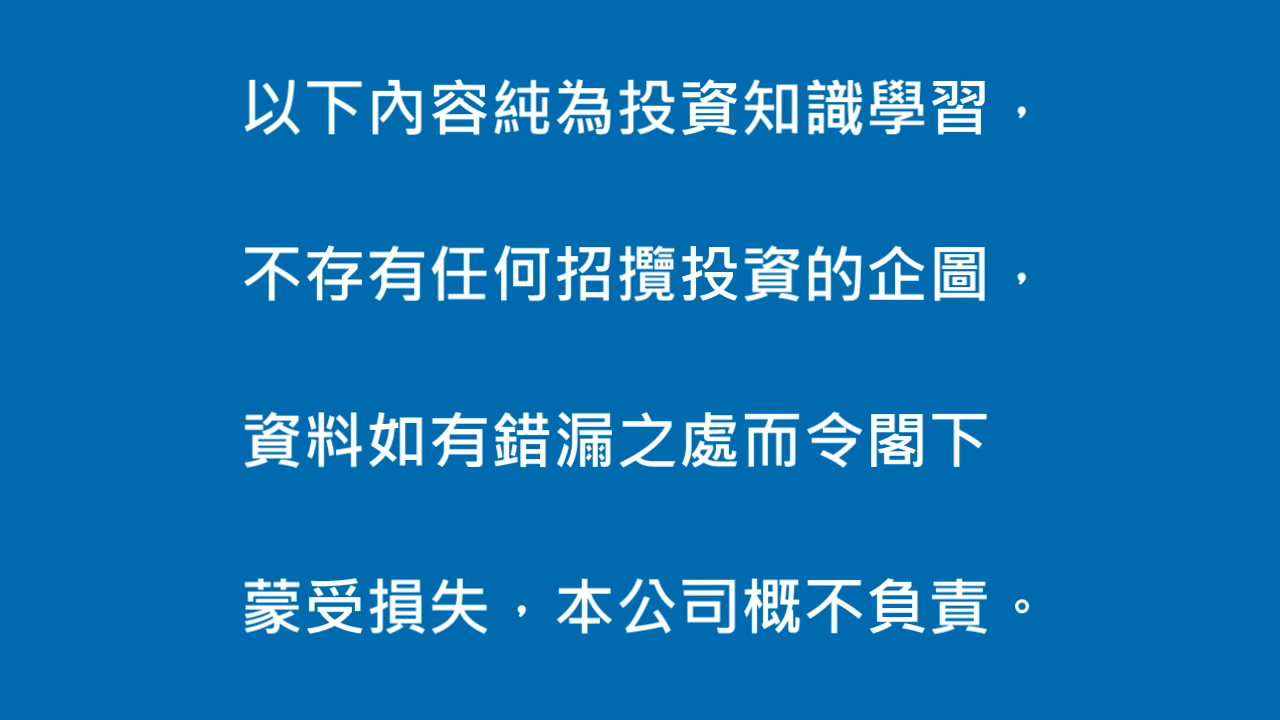 以下內容純為投資知識學習，
不存有任何招攬投資的企圖，
資料如有錯漏之處而令閣下
蒙受損失，本公司概不負責。